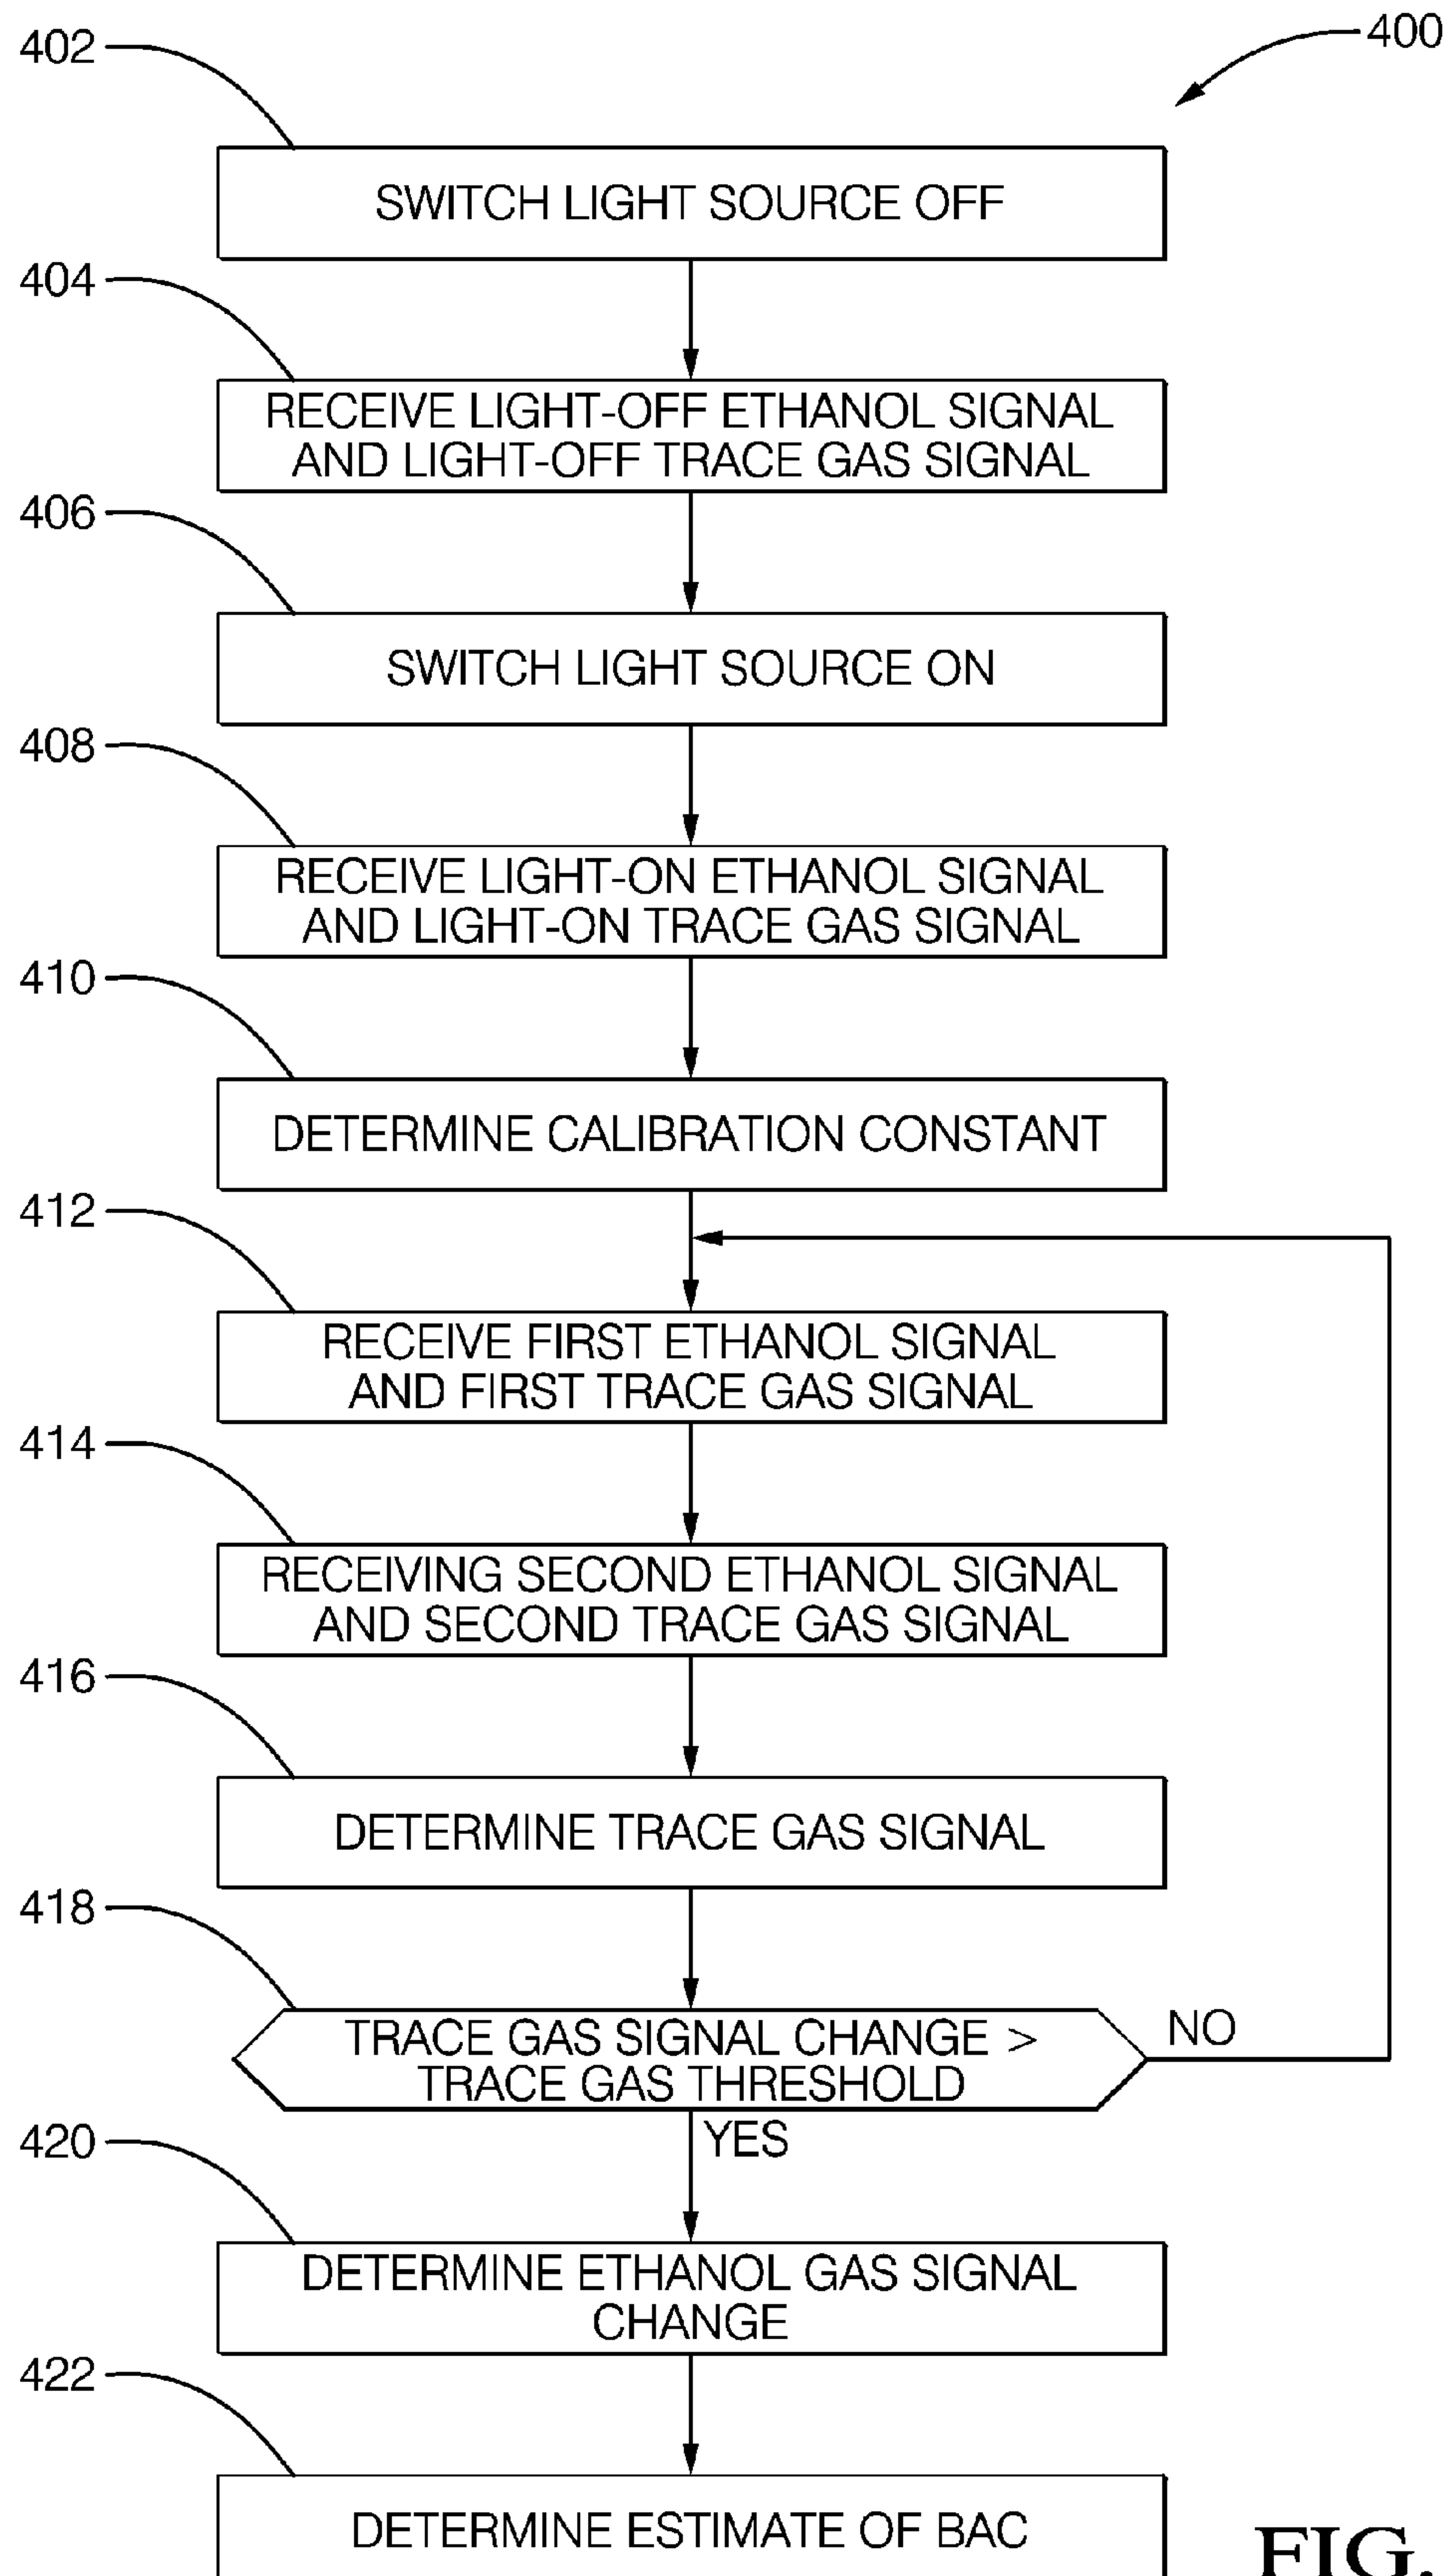 400
402
SWITCH LIGHT SOURCE OFF
404
RECEIVE LIGHT-OFF ETHANOL SIGNAL
AND LIGHT-OFF TRACE GAS SIGNAL
406
SWITCH LIGHT SOURCE ON
408
RECEIVE LIGHT-ON ETHANOL SIGNAL
AND LIGHT-ON TRACE GAS SIGNAL
410
DETERMINE CALIBRATION CONSTANT
412
RECEIVE FIRST ETHANOL SIGNAL
AND FIRST TRACE GAS SIGNAL
414
RECEIVING SECOND ETHANOL SIGNAL
AND SECOND TRACE GAS SIGNAL
416
DETERMINE TRACE GAS SIGNAL
418
TRACE GAS SIGNAL CHANGE >
TRACE GAS THRESHOLD
NO
YES
420
DETERMINE ETHANOL GAS SIGNAL
CHANGE
422
DETERMINE ESTIMATE OF BAC
FIG.